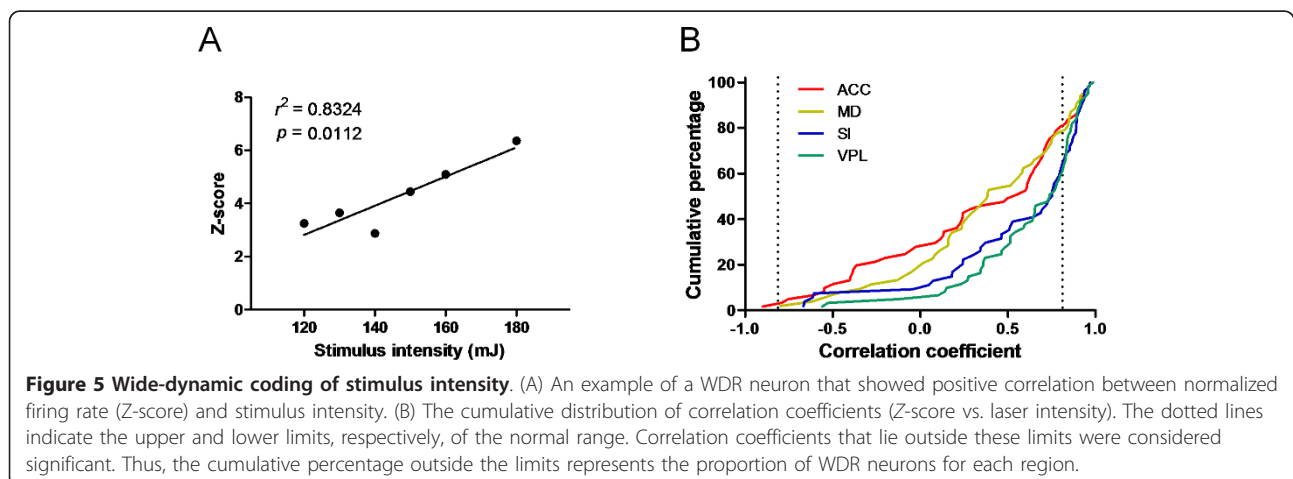 A
r² = 0.8324
p = 0.0112
8
6
4
2
0
Z-score
120
140
160
180
Stimulus intensity (mJ)
B
ACC
MD
SI
VPL
100
80
60
40
20
0
Cumulative percentage
-1.0
-0.5
0.0
0.5
1.0
Correlation coefficient
Figure 5 Wide-dynamic coding of stimulus intensity. (A) An example of a WDR neuron that showed positive correlation between normalized
firing rate (Z-score) and stimulus intensity. (B) The cumulative distribution of correlation coefficients (Z-score vs. laser intensity). The dotted lines
indicate the upper and lower limits, respectively, of the normal range. Correlation coefficients that lie outside these limits were considered
significant. Thus, the cumulative percentage outside the limits represents the proportion of WDR neurons for each region.